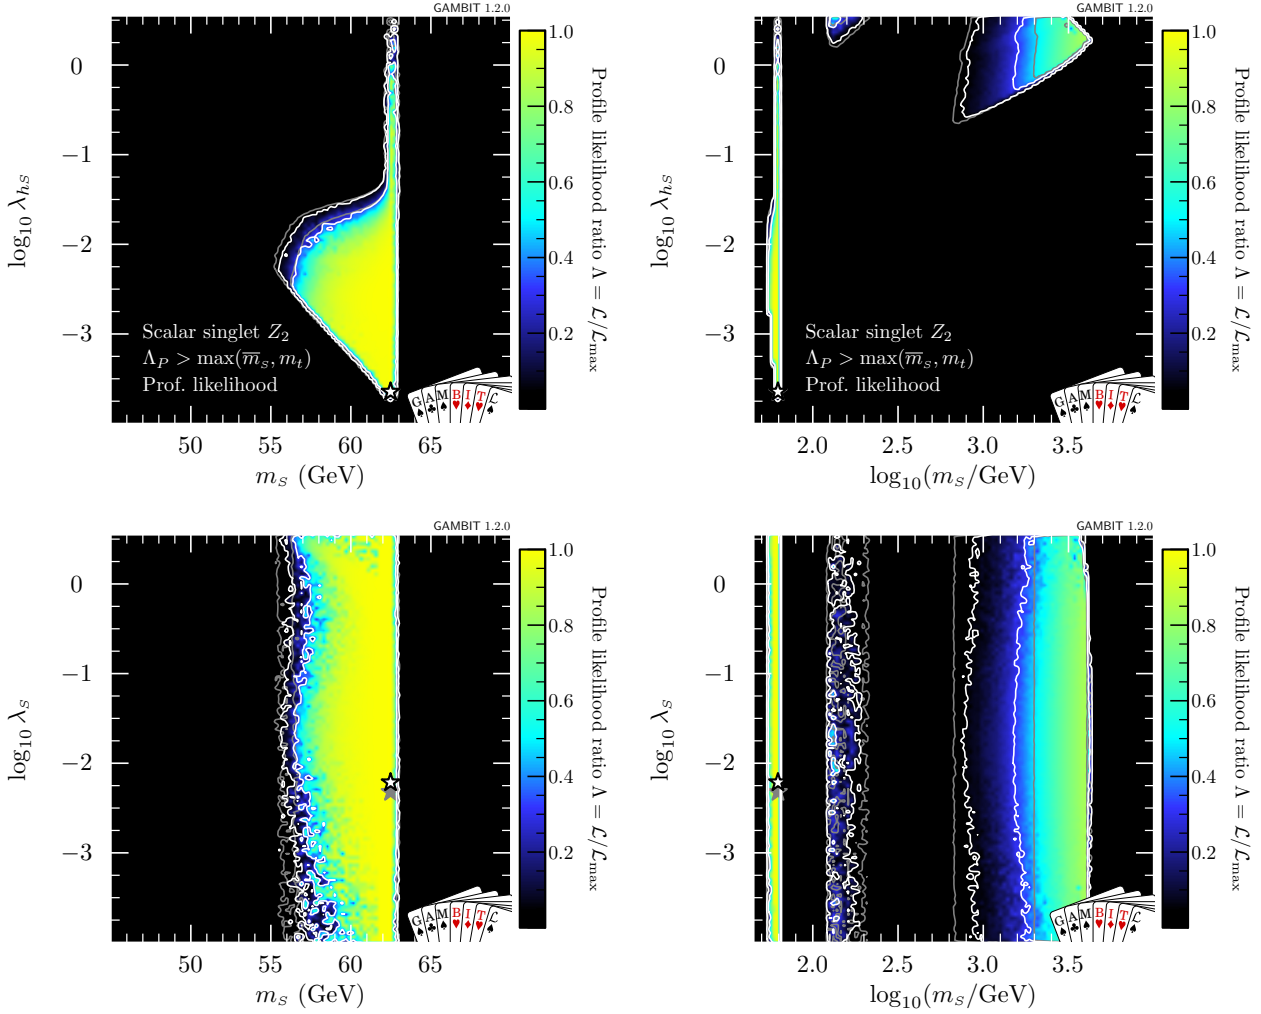 GAMBIT 1.2.0
0
−1
−2
−3
log₁₀ λₕS
50 55 60 65
mS (GeV)
Scalar singlet Z₂
ΛP > max(m̅S, mt)
Prof. likelihood
GAMBIT
1.0
0.8
0.6
0.4
0.2
Profile likelihood ratio Λ = ℒ/ℒmax
GAMBIT 1.2.0
0
−1
−2
−3
log₁₀ λₕS
2.0 2.5 3.0 3.5
log₁₀(mS/GeV)
Scalar singlet Z₂
ΛP > max(m̅S, mt)
Prof. likelihood
GAMBIT
1.0
0.8
0.6
0.4
0.2
Profile likelihood ratio Λ = ℒ/ℒmax
GAMBIT 1.2.0
0
−1
−2
−3
log₁₀ λS
50 55 60 65
mS (GeV)
GAMBIT
1.0
0.8
0.6
0.4
0.2
Profile likelihood ratio Λ = ℒ/ℒmax
GAMBIT 1.2.0
0
−1
−2
−3
log₁₀ λS
2.0 2.5 3.0 3.5
log₁₀(mS/GeV)
GAMBIT
1.0
0.8
0.6
0.4
0.2
Profile likelihood ratio Λ = ℒ/ℒmax